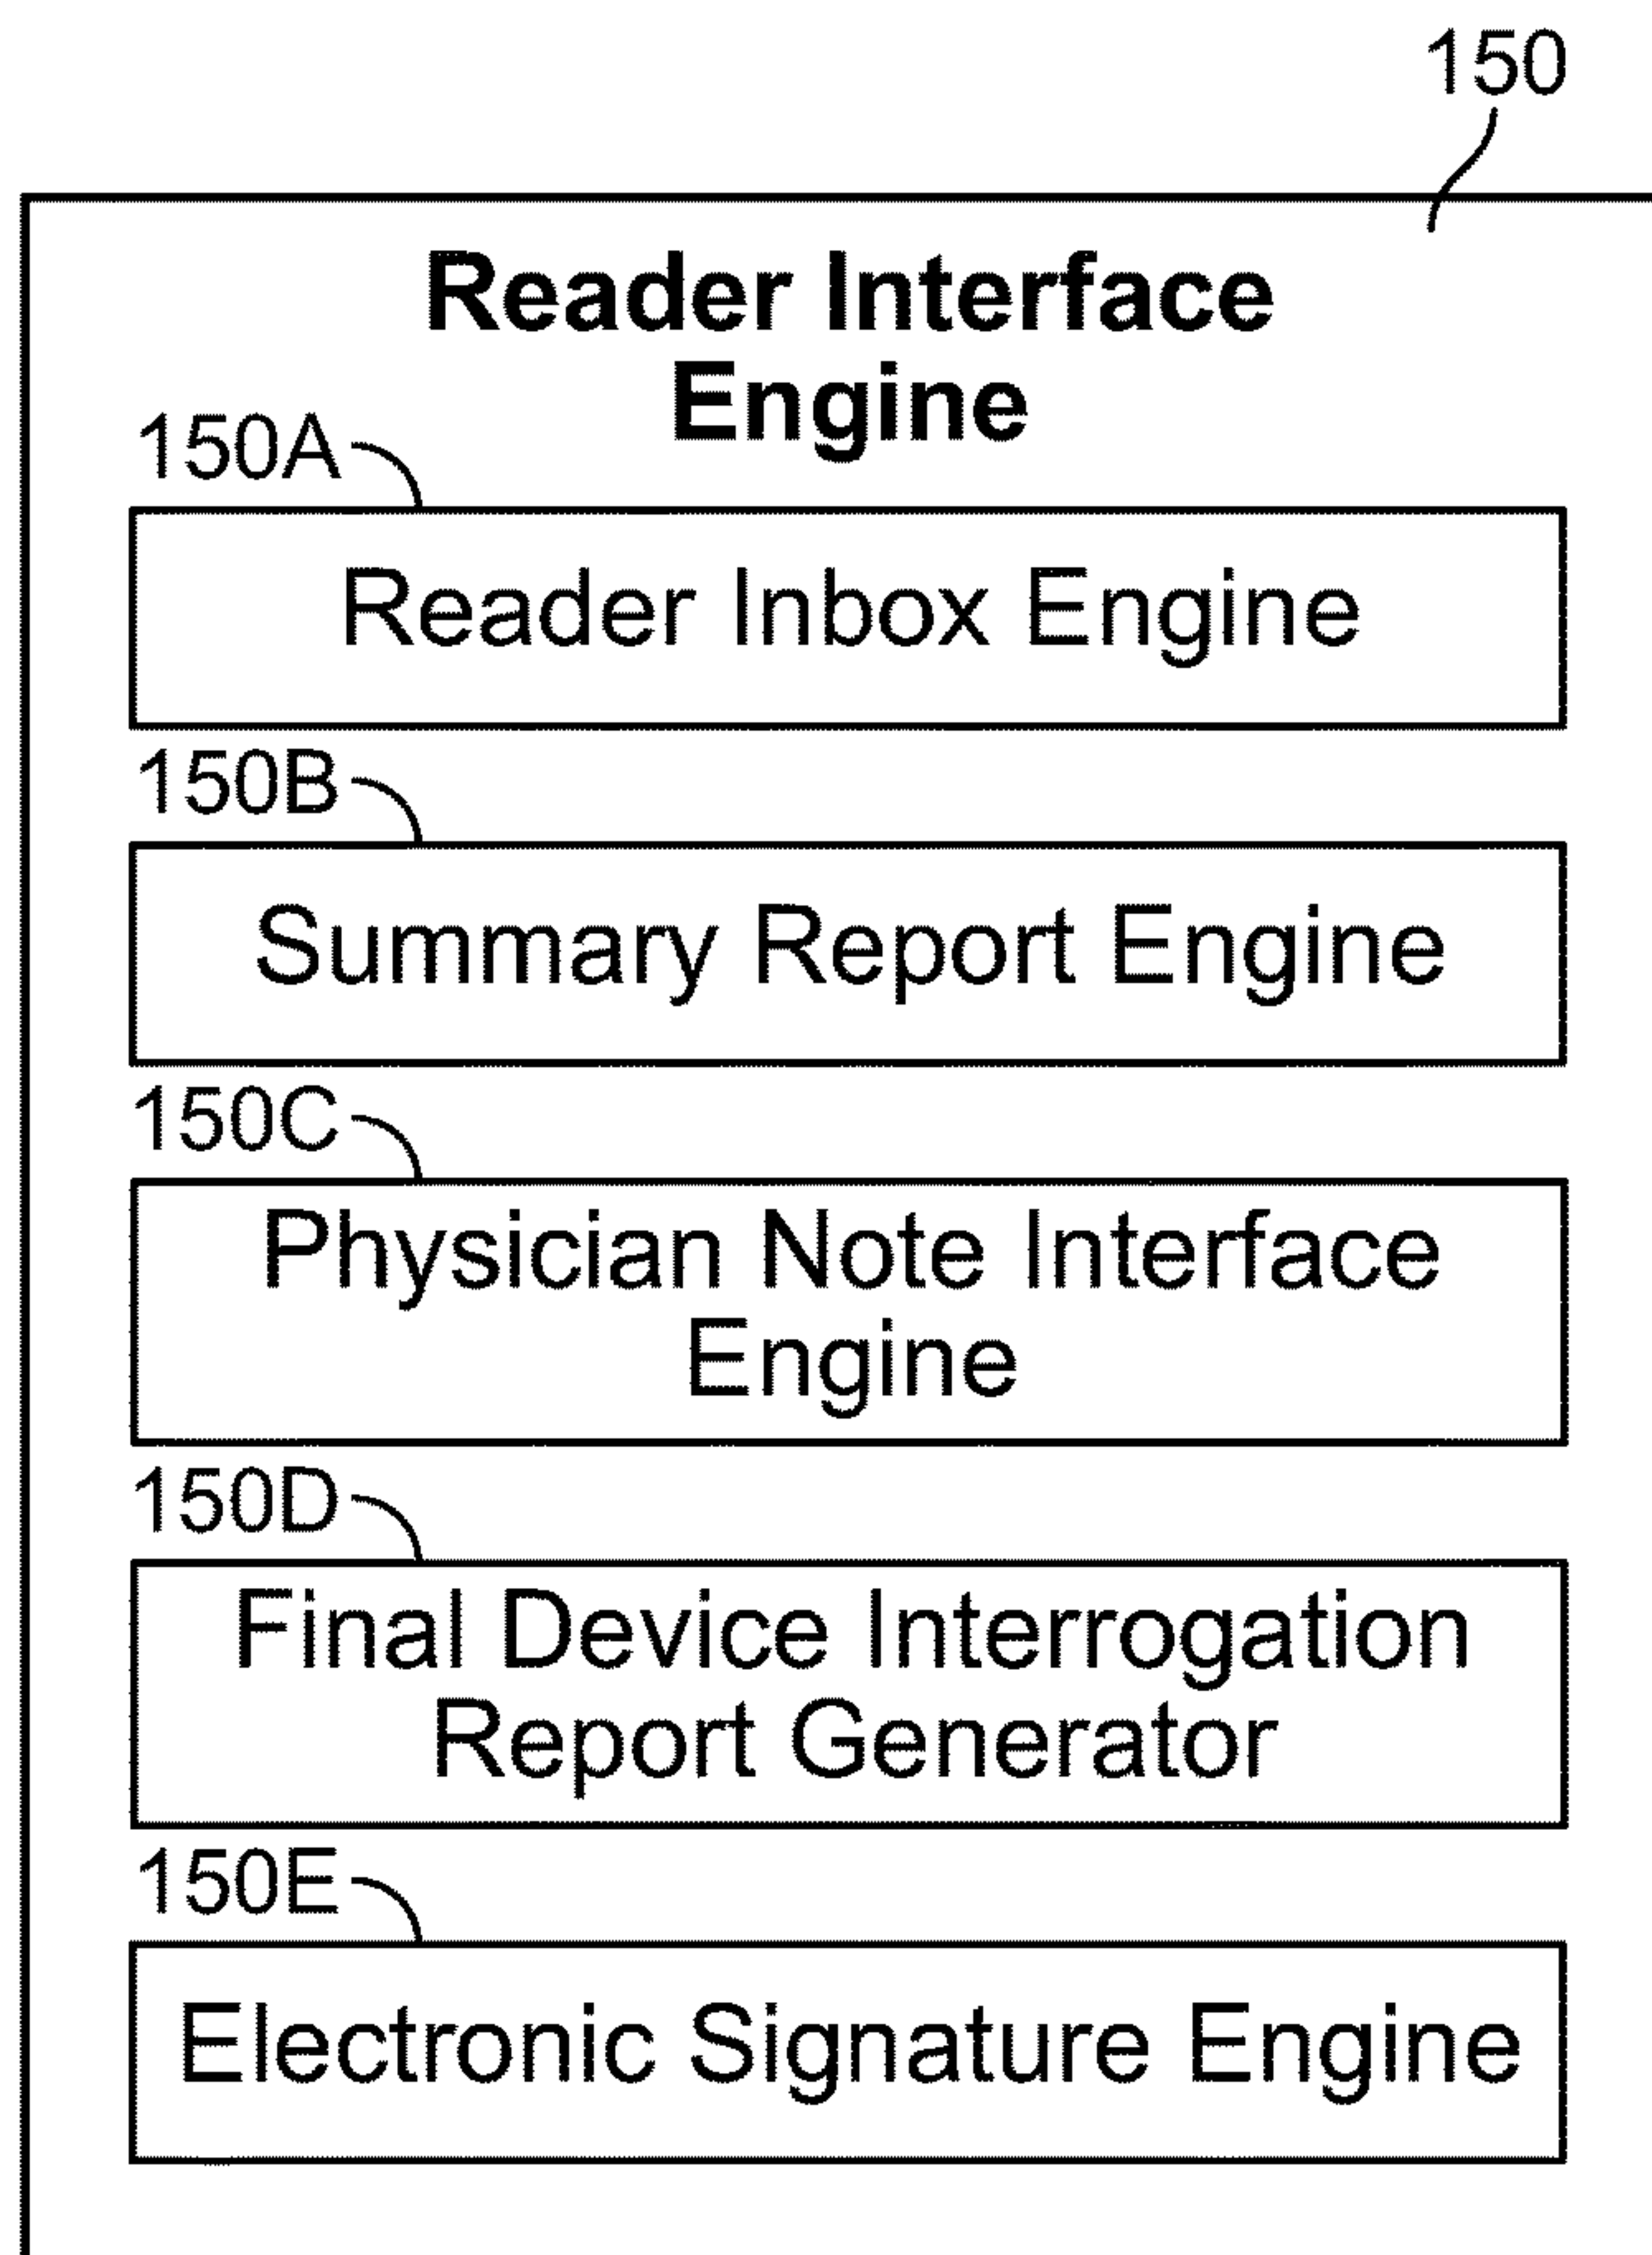 150
Reader Interface
Engine
150A
Reader Inbox Engine
150B
Summary Report Engine
150C
Physician Note Interface
Engine
150D
Final Device Interrogation
Report Generator
150E
Electronic Signature Engine